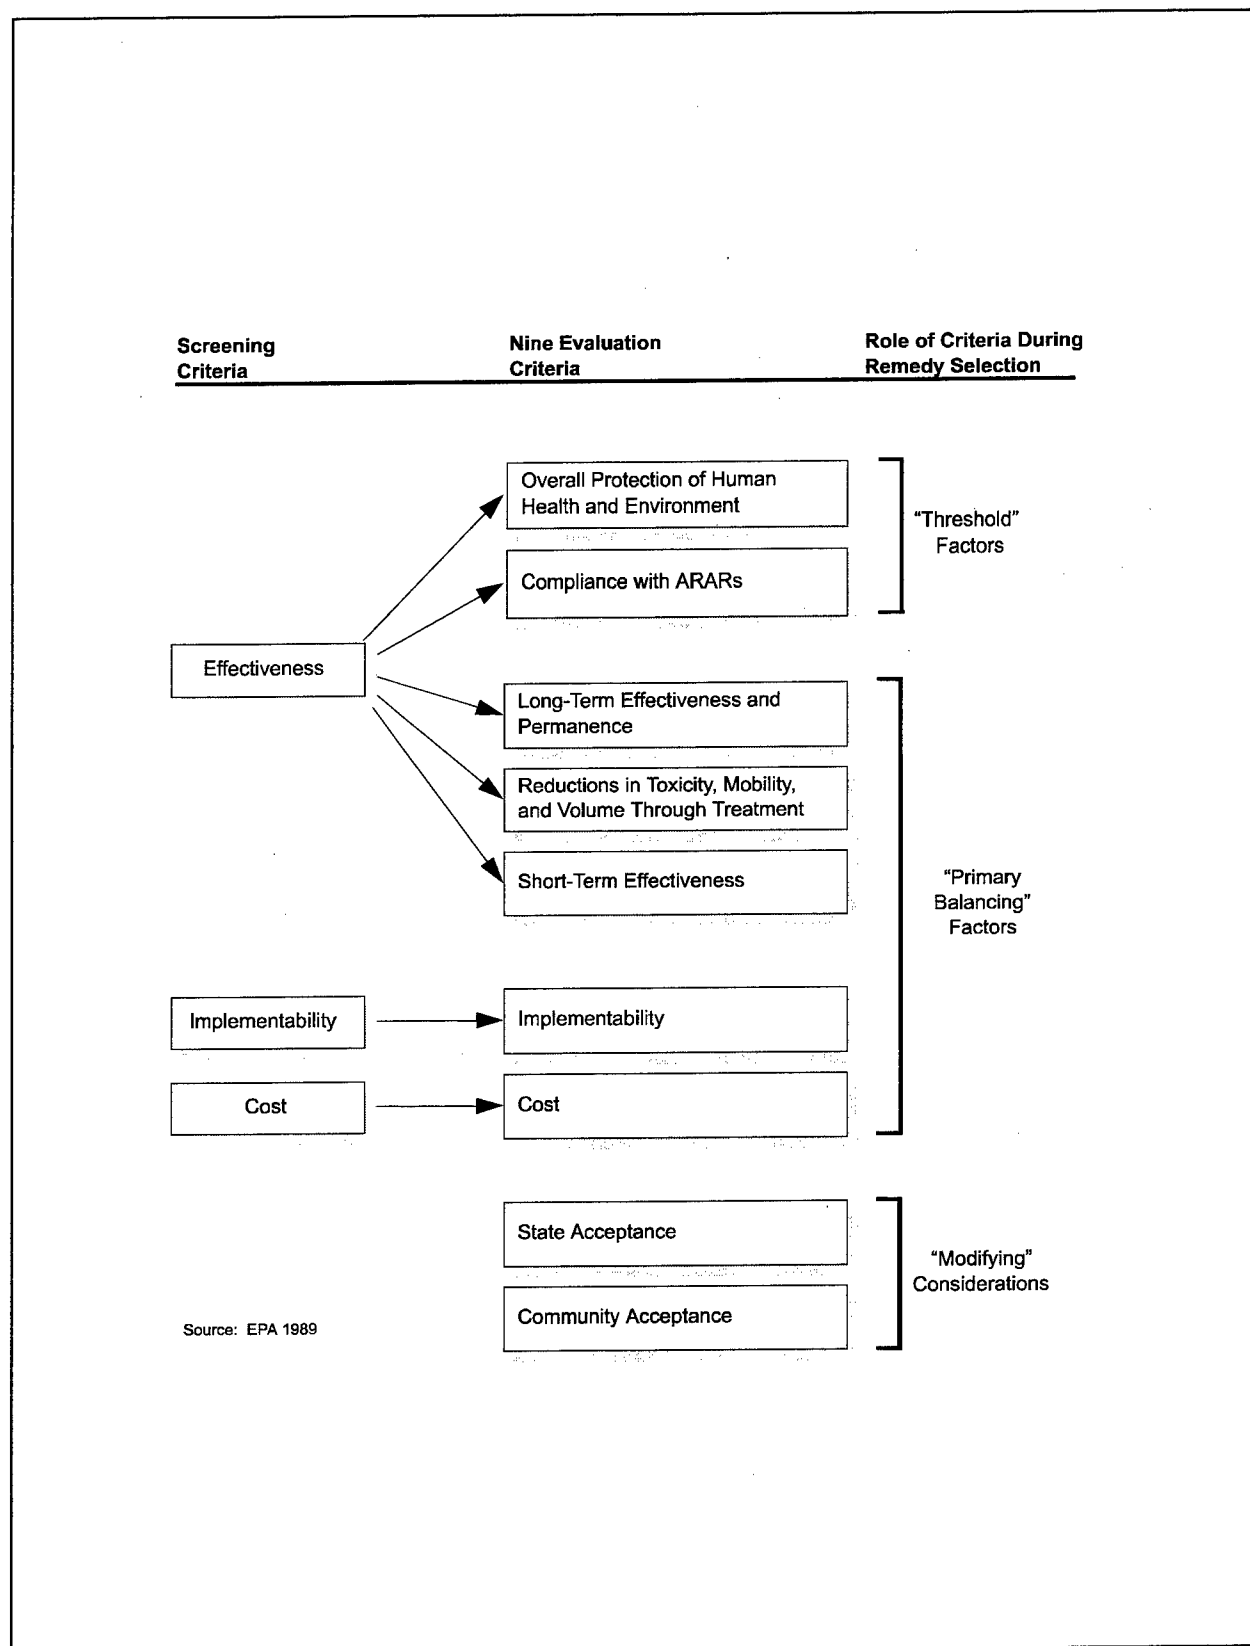 Screening
Criteria
Nine Evaluation
Criteria
Role of Criteria During
Remedy Selection
Overall Protection of Human
Health and Environment
Compliance with ARARs
"Threshold"
Factors
Effectiveness
Long-Term Effectiveness and
Permanence
Reductions in Toxicity, Mobility,
and Volume Through Treatment
Short-Term Effectiveness
"Primary
Balancing"
Factors
Implementability
Implementability
Cost
Cost
State Acceptance
Community Acceptance
"Modifying"
Considerations
Source: EPA 1989